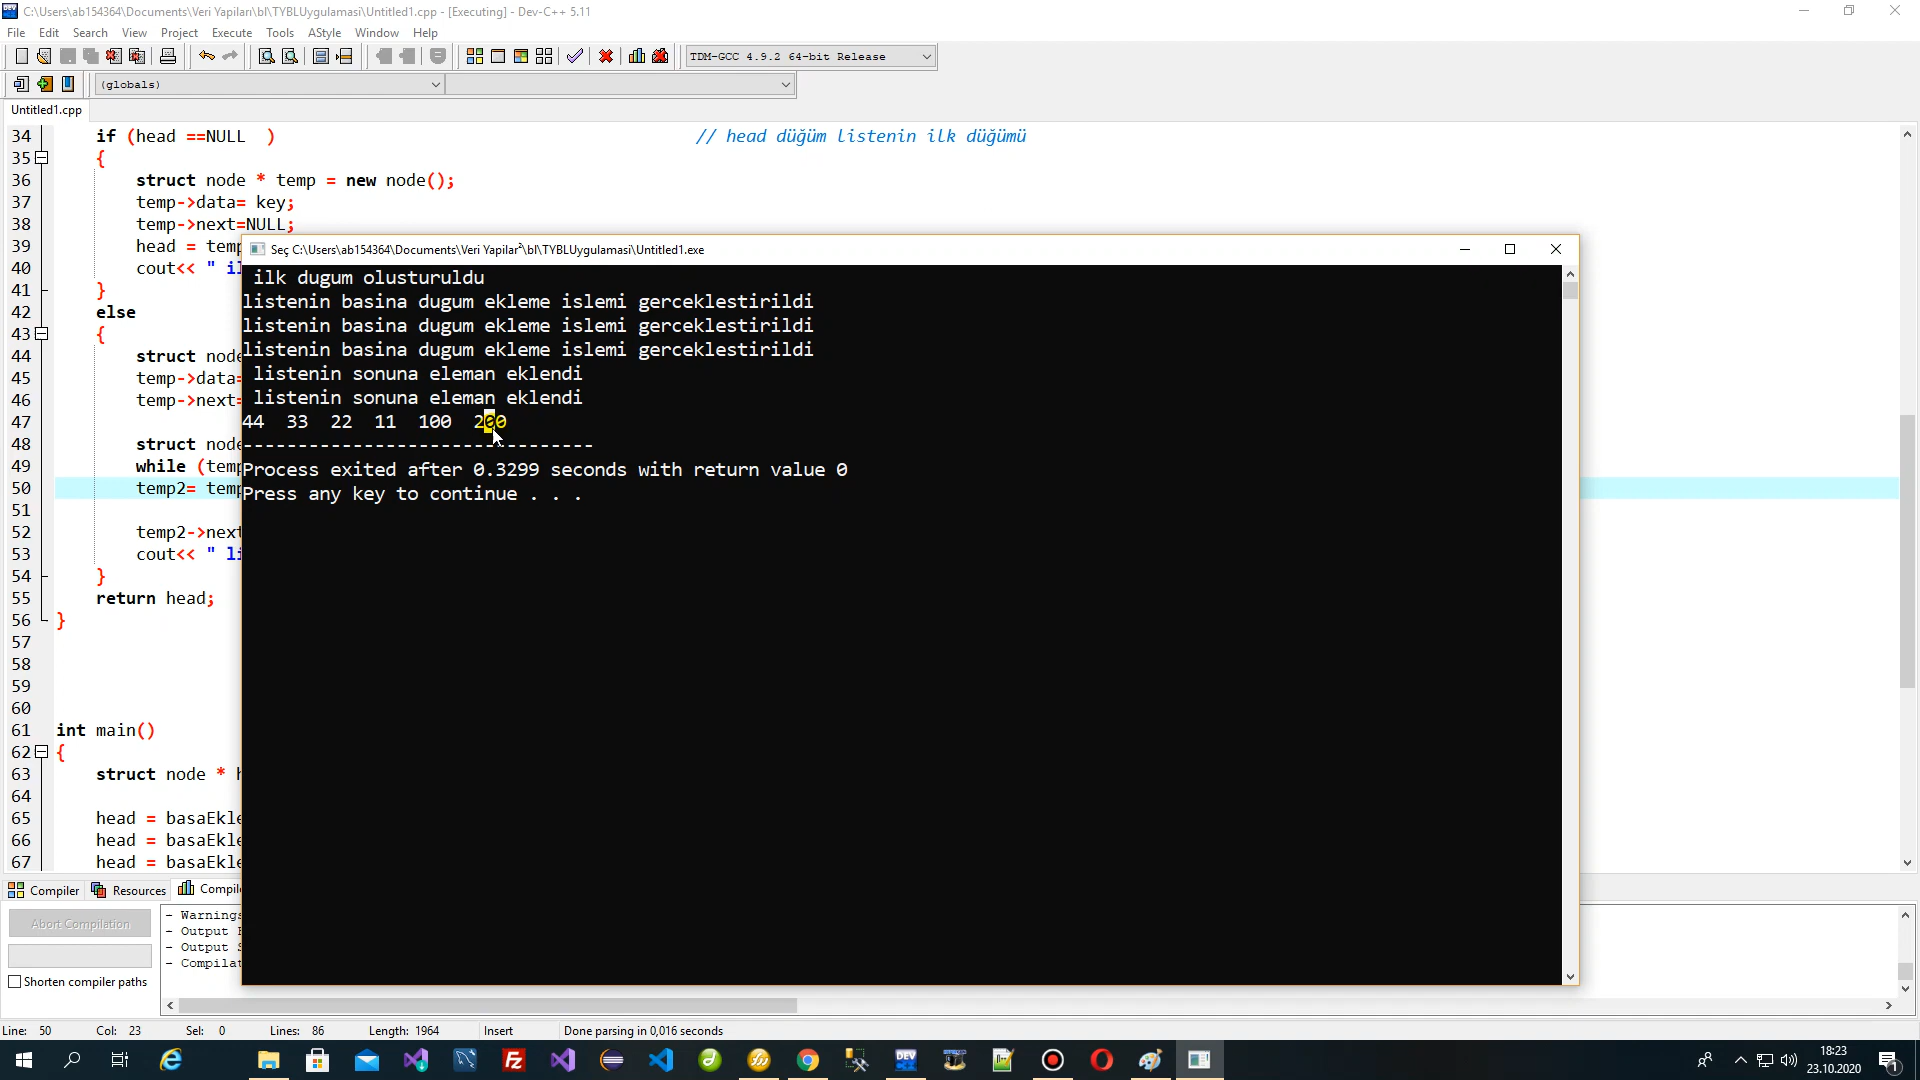 C:\Users\ab154364\Documents\Veri Yapilari\bl\TYBLUygulamasi\Untitled1.cpp - [Executing] - Dev-C++ 5.11
File Edit Search View Project Execute Tools AStyle Window Help
TDM-GCC 4.9.2 64-bit Release
(globals)
Untitled1.cpp
34 if (head ==NULL ) // head düğüm listenin ilk düğümü
35 {
36 struct node * temp = new node();
37 temp->data= key;
38 temp->next=NULL;
39 head = temp
40 cout<< " il
41 }
42 else
43 {
44 struct node
45 temp->data=
46 temp->next=
47
48 struct node
49 while (temp
50 temp2= temp
51
52 temp2->next
53 cout<< " li
54 }
55 return head;
56 }
57
58
59
60
61 int main()
62 {
63 struct node * h
64
65 head = basaEkle
66 head = basaEkle
67 head = basaEkle
Seç C:\Users\ab154364\Documents\Veri Yapilar²\bl\TYBLUygulamasi\Untitled1.exe
ilk dugum olusturuldu
listenin basina dugum ekleme islemi gerceklestirildi
listenin basina dugum ekleme islemi gerceklestirildi
listenin basina dugum ekleme islemi gerceklestirildi
listenin sonuna eleman eklendi
listenin sonuna eleman eklendi
44 33 22 11 100 200
--------------------------------
Process exited after 0.3299 seconds with return value 0
Press any key to continue . . .
Compiler Resources Compil
Abort Compilation
Shorten compiler paths
- Warnings
- Output F
- Output S
- Compilat
Line: 50 Col: 23 Sel: 0 Lines: 86 Length: 1964 Insert Done parsing in 0,016 seconds
DEV
18:23
23.10.2020
1